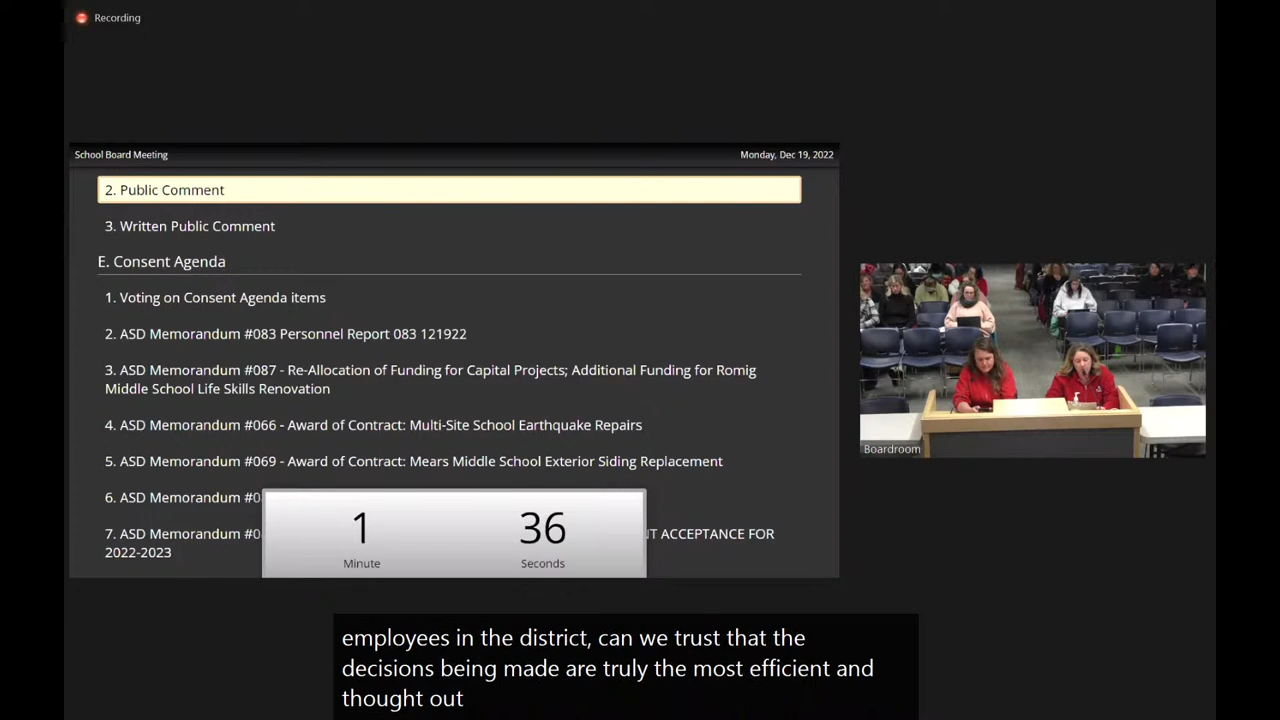 Recording
School Board Meeting
Monday, Dec 19, 2022
2. Public Comment
3. Written Public Comment
E. Consent Agenda
1. Voting on Consent Agenda items
2. ASD Memorandum #083 Personnel Report 083 121922
3. ASD Memorandum #087 - Re-Allocation of Funding for Capital Projects; Additional Funding for Romig
Middle School Life Skills Renovation
4. ASD Memorandum #066 - Award of Contract: Multi-Site School Earthquake Repairs
5. ASD Memorandum #069 - Award of Contract: Mears Middle School Exterior Siding Replacement
6. ASD Memorandum
7. ASD Memorandum ACCEPTANCE FOR
2022-2023
1 36
Minute Seconds
Boardroom
employees in the district, can we trust that the
decisions being made are truly the most efficient and
thought out